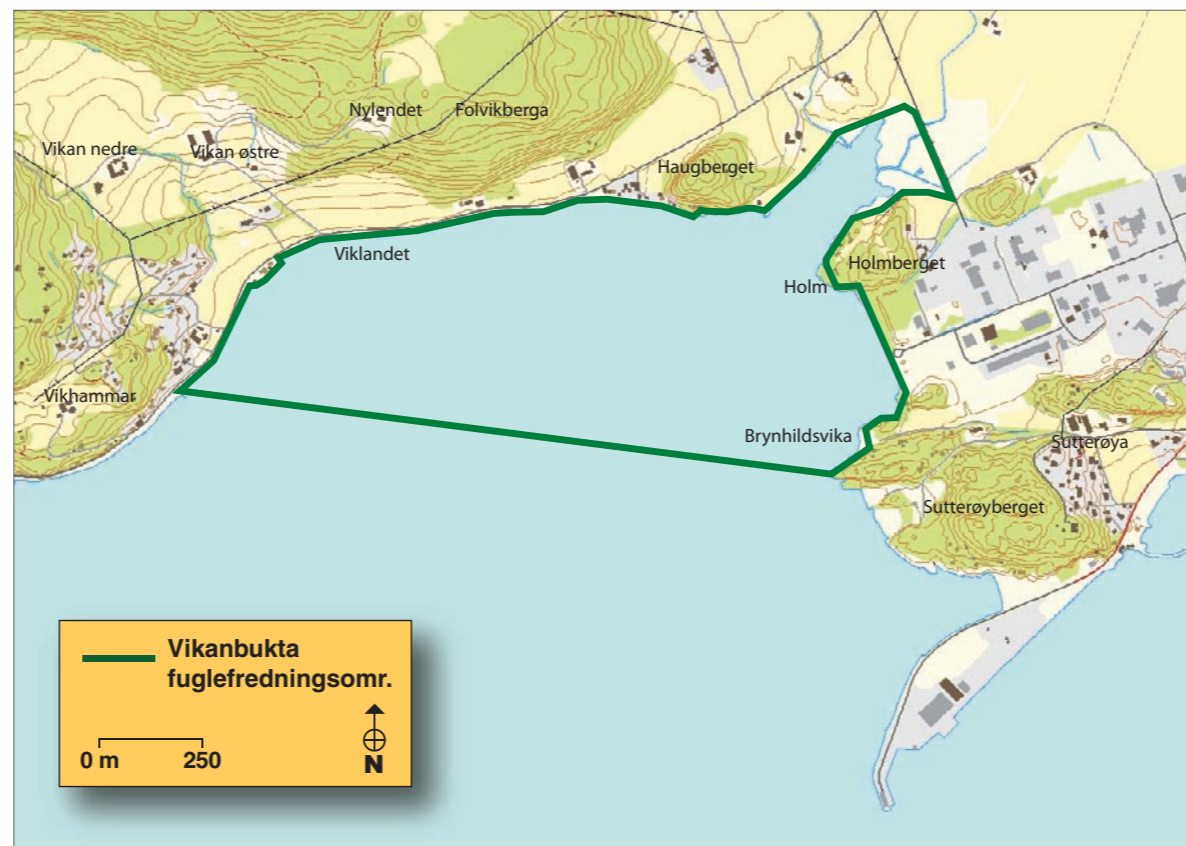 Nylendet
Folvikberga
Vikan nedre
Vikan østre
Haugberget
Viklandet
Holmberget
Holm
Vikhammar
Brynhildsvika
Sutterøya
Sutterøyberget
Vikanbukta
fuglefredningsomr.
0 m 250
N